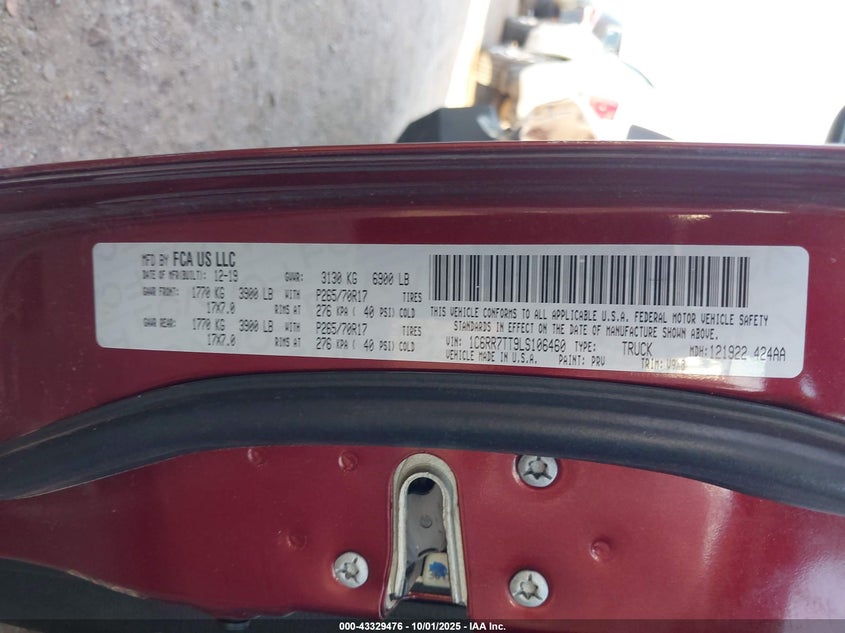 MFD BY FCA US LLC
DATE OF MFR(BUILT): 12-19 GVWR: 3130 KG 6900 LB
GAWR FRONT: 1770 KG 3900 LB WITH P265/70R17 TIRES
17X7.0 RIMS AT 276 KPA ( 40 PSI) COLD
GAWR REAR: 1770 KG 3900 LB WITH P265/70R17 TIRES
17X7.0 RIMS AT 276 KPA ( 40 PSI) COLD
THIS VEHICLE CONFORMS TO ALL APPLICABLE U.S.A. FEDERAL MOTOR VEHICLE SAFETY
STANDARDS IN EFFECT ON THE DATE OF MANUFACTURE SHOWN ABOVE.
VIN: 1C6RR7TT9LS106460 TYPE: TRUCK MDH: 121922 424AA
VEHICLE MADE IN U.S.A. PAINT: PRV TRIM:
000-43329476 - 10/01/2025 - IAA Inc.